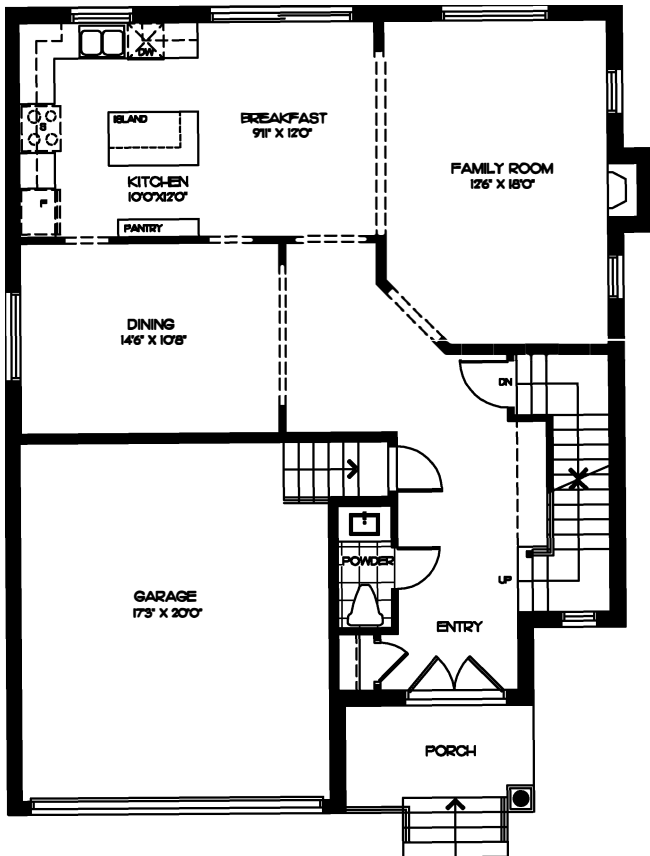 DW
ISLAND
BREAKFAST
9'11" X 12'0"
S
FAMILY ROOM
12'6" X 18'0"
KITCHEN
10'0"X12'0"
F
PANTRY
DINING
14'6" X 10'8"
DN
POWDER
UP
GARAGE
17'3" X 20'0"
ENTRY
PORCH